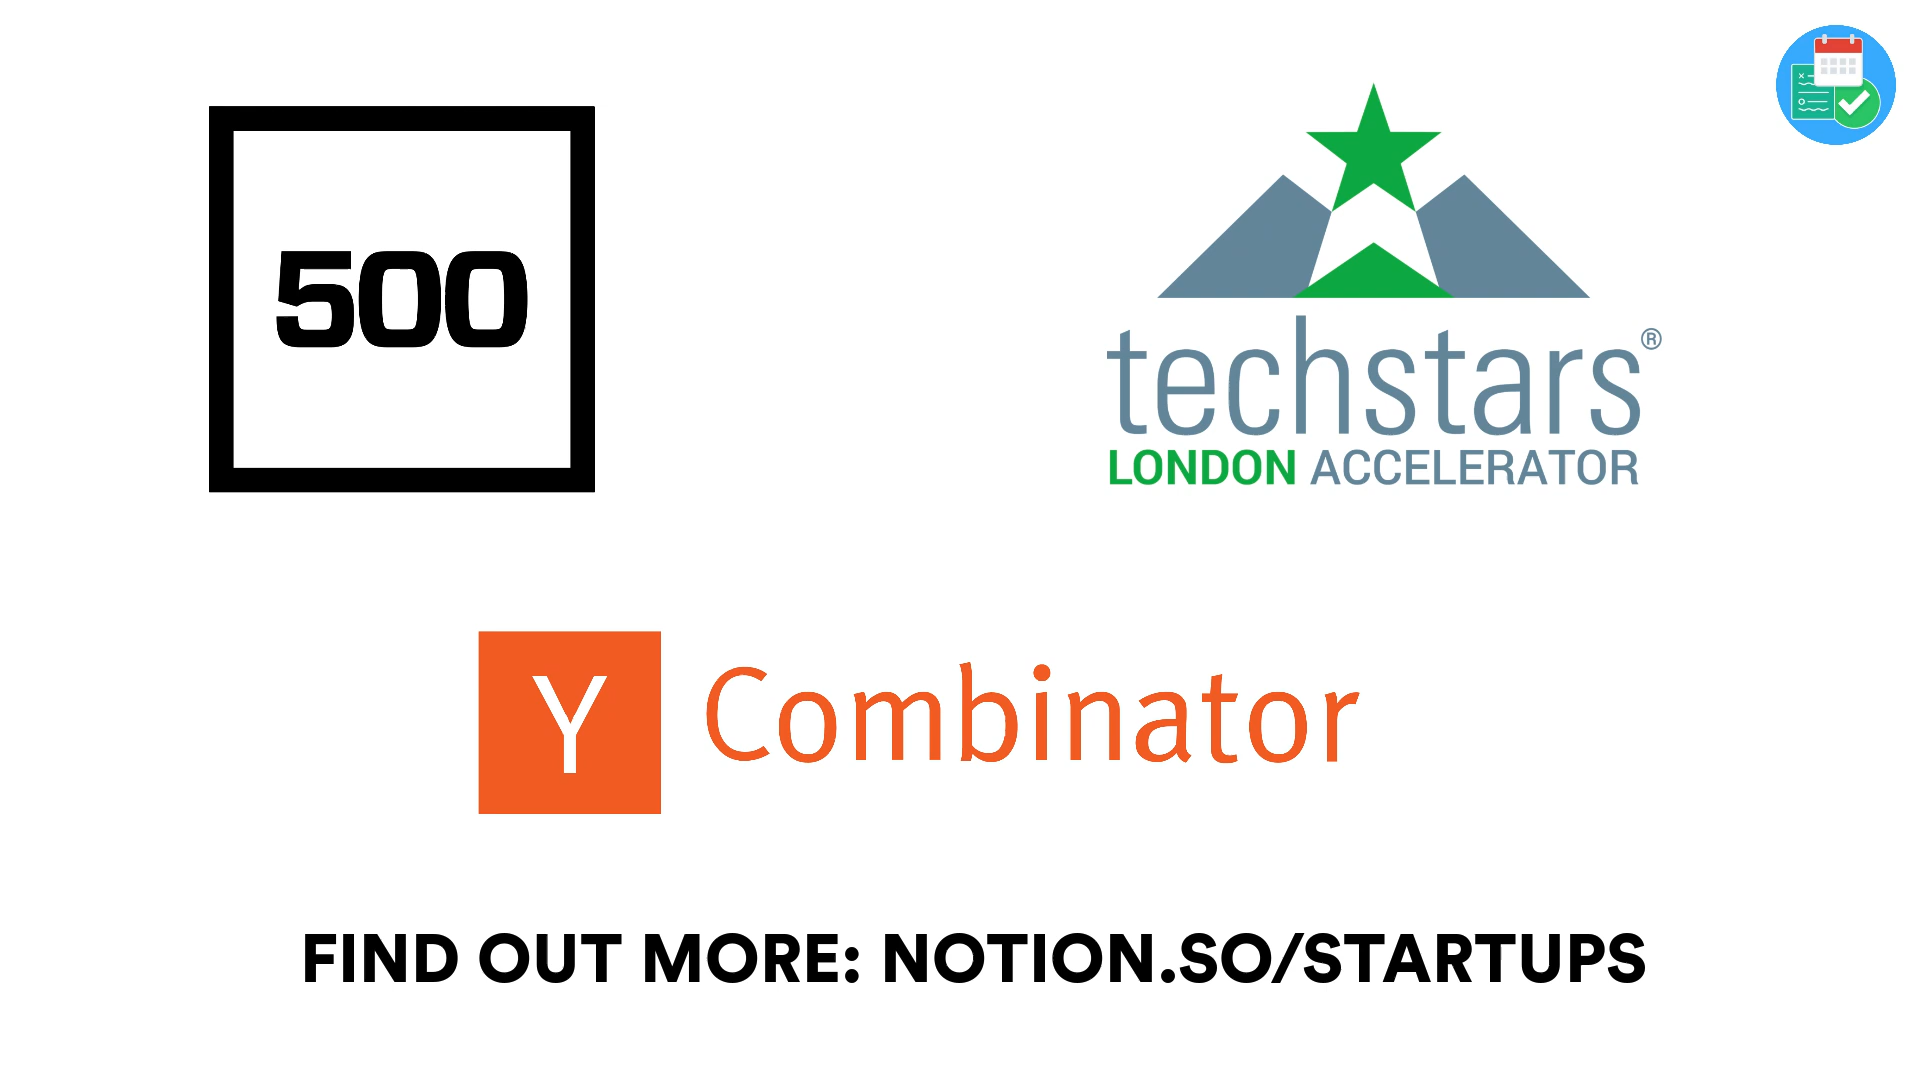 500
techstars®
LONDON ACCELERATOR
Y Combinator
FIND OUT MORE: NOTION.SO/STARTUPS